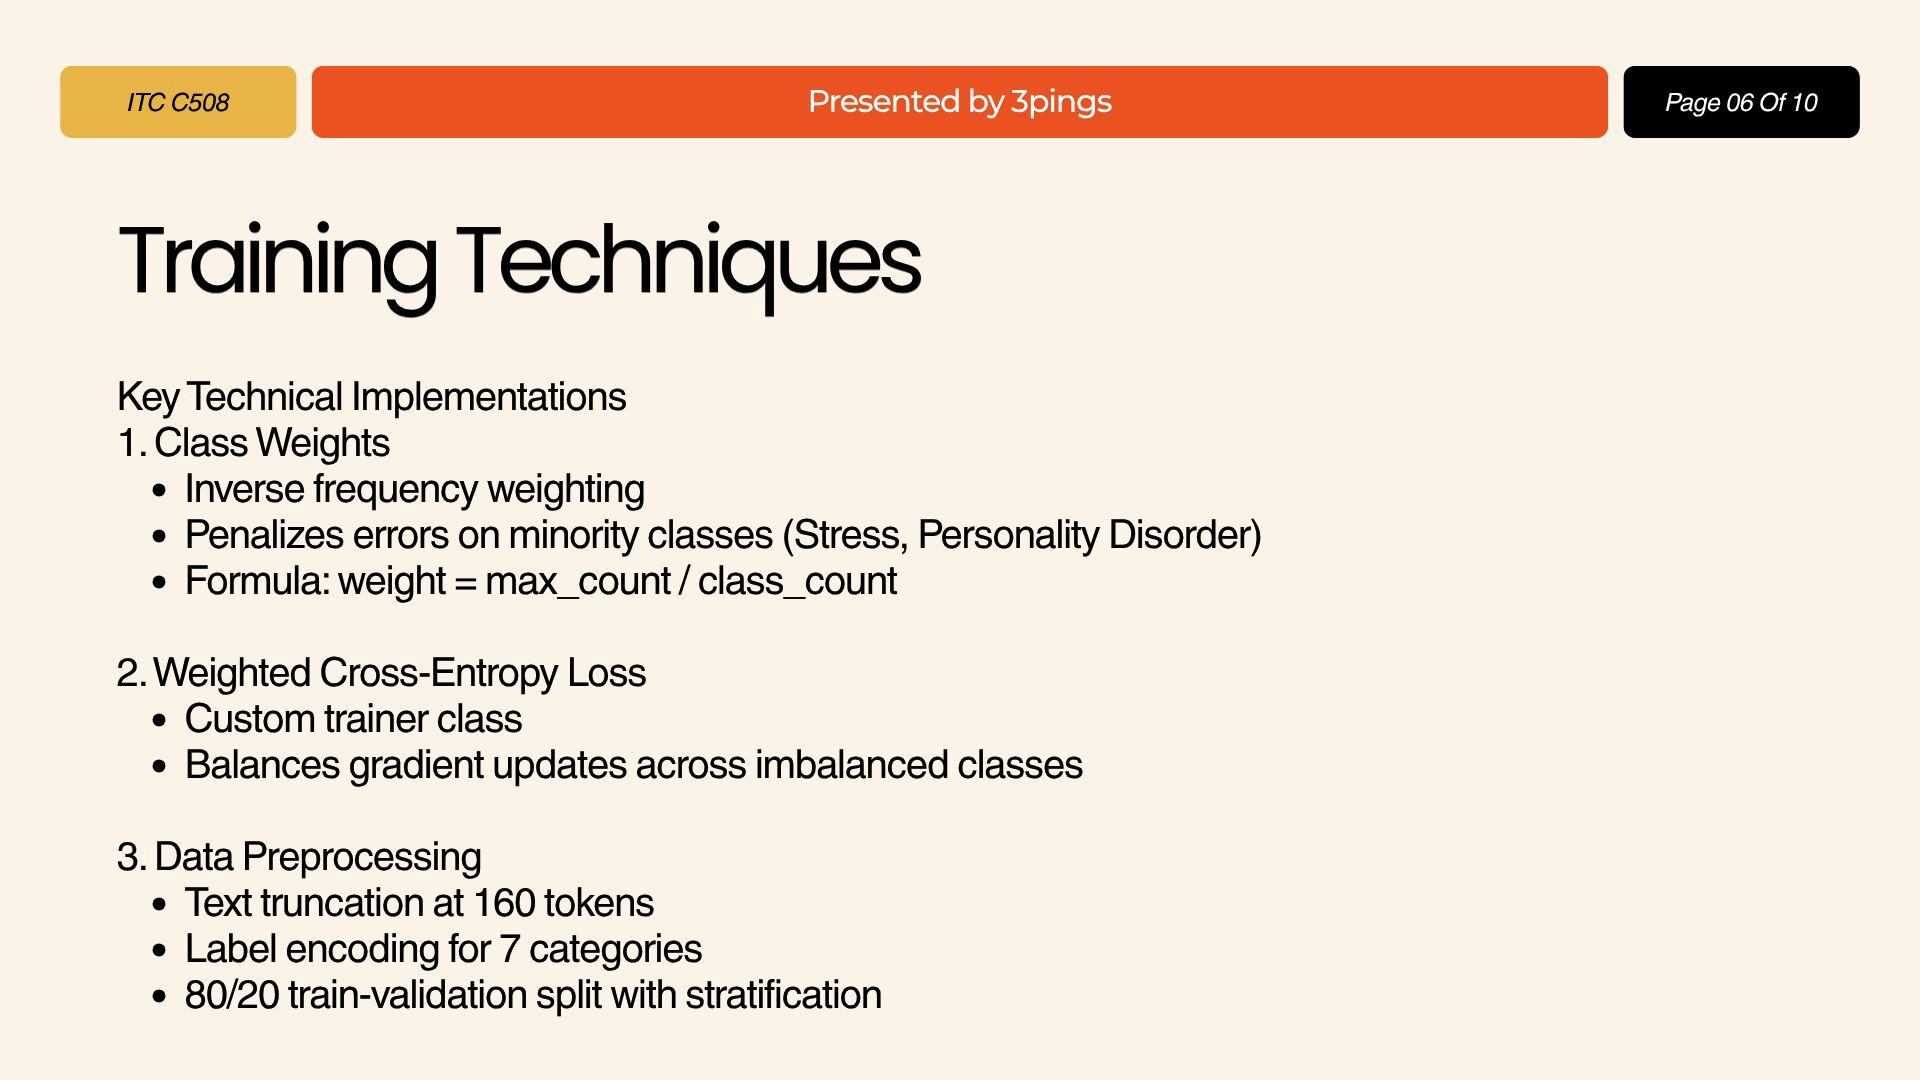 ITC C508
Presented by 3pings
Page 06 Of 10
Training Techniques
Key Technical Implementations
1. Class Weights
• Inverse frequency weighting
• Penalizes errors on minority classes (Stress, Personality Disorder)
• Formula: weight = max_count / class_count
2. Weighted Cross-Entropy Loss
• Custom trainer class
• Balances gradient updates across imbalanced classes
3. Data Preprocessing
• Text truncation at 160 tokens
• Label encoding for 7 categories
• 80/20 train-validation split with stratification